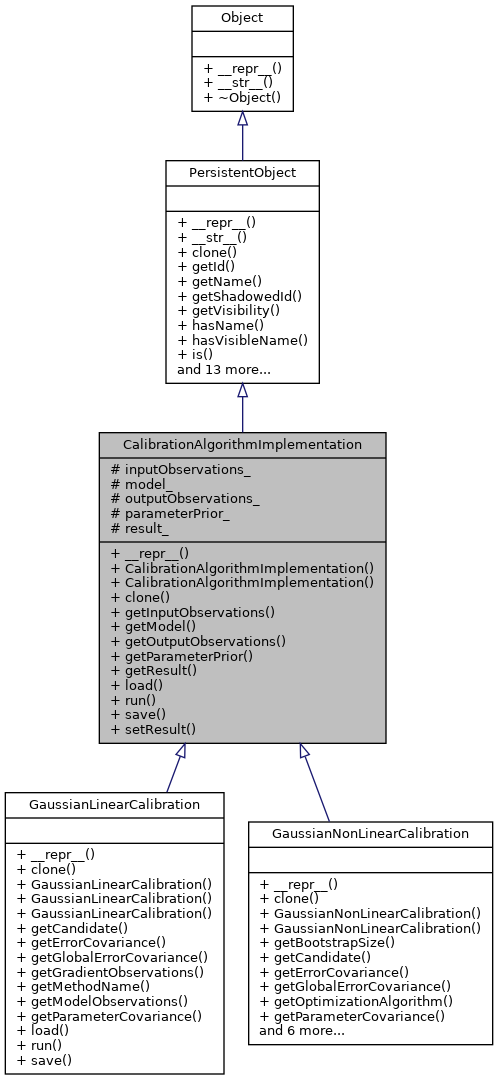 Object
+ __repr__()
+ __str__()
+ ~Object()
PersistentObject
+ __repr__()
+ __str__()
+ clone()
+ getId()
+ getName()
+ getShadowedId()
+ getVisibility()
+ hasName()
+ hasVisibleName()
+ is()
and 13 more...
CalibrationAlgorithmImplementation
# inputObservations_
# model_
# outputObservations_
# parameterPrior_
# result_
+ __repr__()
+ CalibrationAlgorithmImplementation()
+ CalibrationAlgorithmImplementation()
+ clone()
+ getInputObservations()
+ getModel()
+ getOutputObservations()
+ getParameterPrior()
+ getResult()
+ load()
+ run()
+ save()
+ setResult()
GaussianLinearCalibration
+ __repr__()
+ clone()
+ GaussianLinearCalibration()
+ GaussianLinearCalibration()
+ GaussianLinearCalibration()
+ getCandidate()
+ getErrorCovariance()
+ getGlobalErrorCovariance()
+ getGradientObservations()
+ getMethodName()
+ getModelObservations()
+ getParameterCovariance()
+ load()
+ run()
+ save()
GaussianNonLinearCalibration
+ __repr__()
+ clone()
+ GaussianNonLinearCalibration()
+ GaussianNonLinearCalibration()
+ getBootstrapSize()
+ getCandidate()
+ getErrorCovariance()
+ getGlobalErrorCovariance()
+ getOptimizationAlgorithm()
+ getParameterCovariance()
and 6 more...